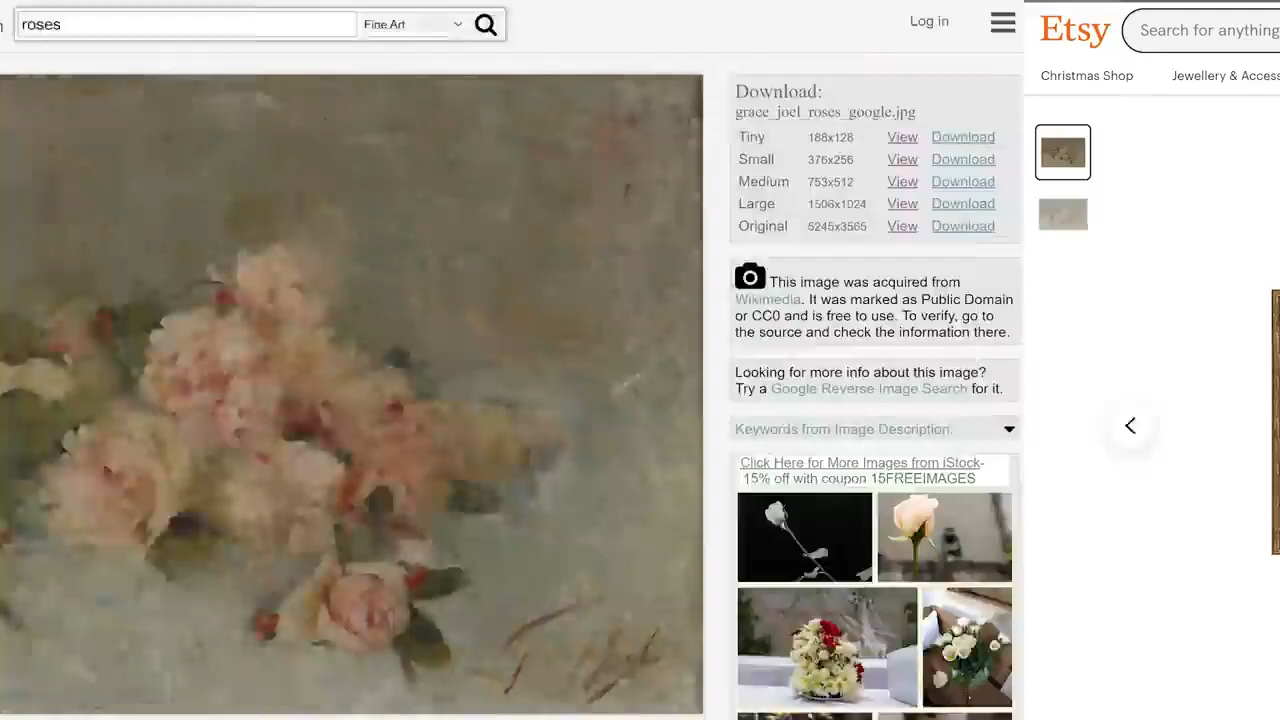 roses
Fine Art
Log in
Download:
grace_joel_roses_google.jpg
Tiny 188x128 View Download
Small 376x256 View Download
Medium 753x512 View Download
Large 1506x1024 View Download
Original 5245x3565 View Download
This image was acquired from
Wikimedia. It was marked as Public Domain
or CC0 and is free to use. To verify, go to
the source and check the information there.
Looking for more info about this image?
Try a Google Reverse Image Search for it.
Keywords from Image Description.
Click Here for More Images from iStock-
15% off with coupon 15FREEIMAGES
Etsy
Search for anything
Christmas Shop
Jewellery & Access